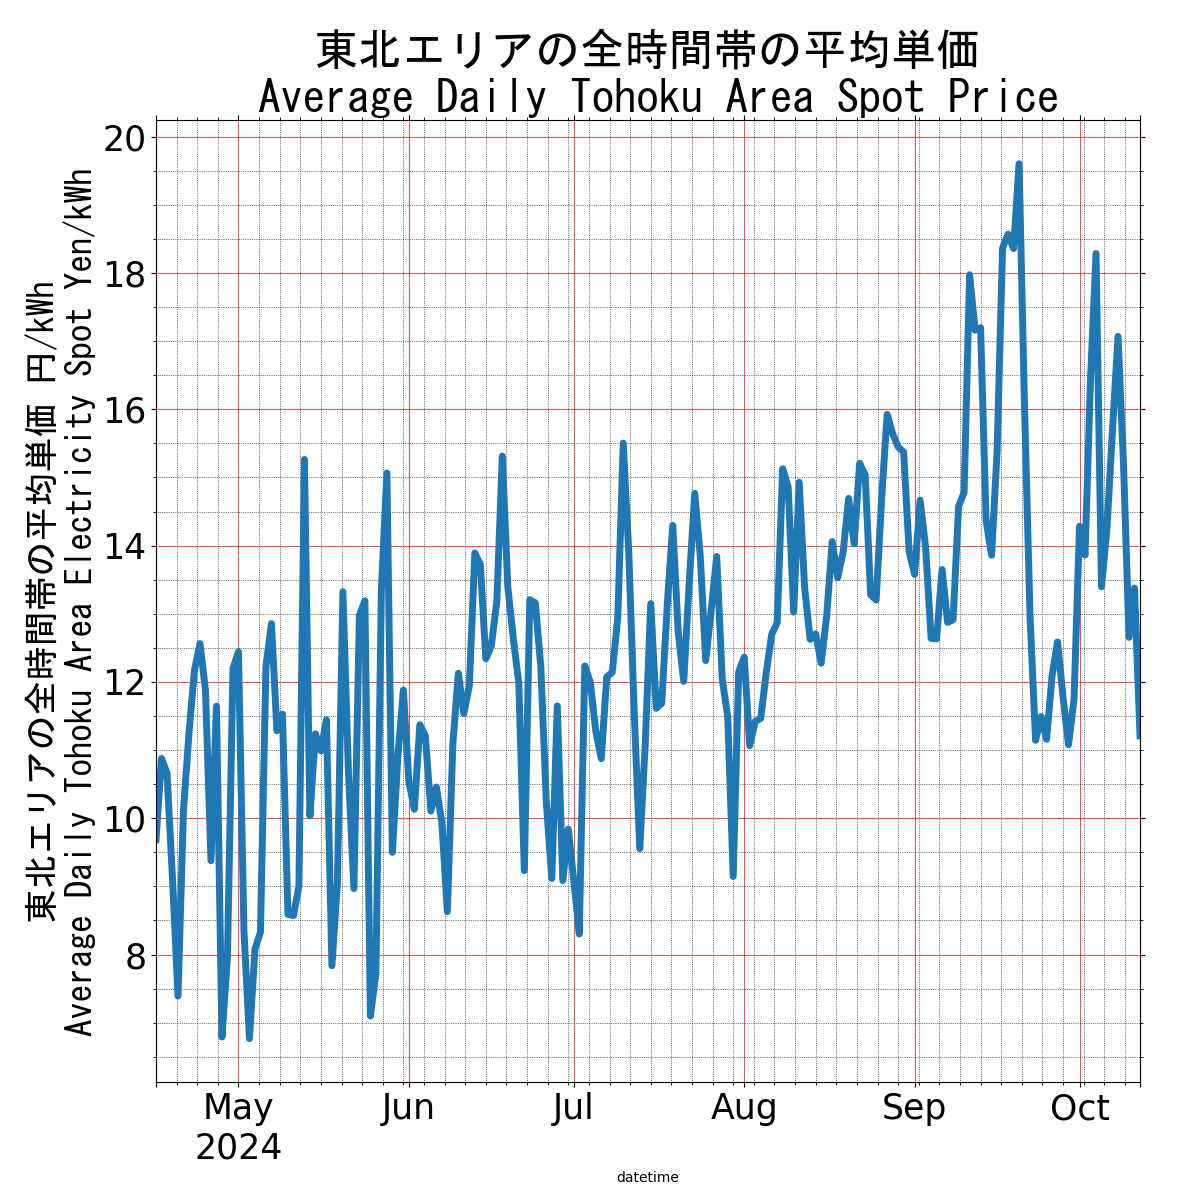 東北エリアの全時間帯の平均単価
Average Daily Tohoku Area Spot Price
東北エリアの全時間帯の平均単価 円/kWh
Average Daily Tohoku Area Electricity Spot Yen/kWh
20
18
16
14
12
10
8
May
2024
Jun
Jul
Aug
Sep
Oct
datetime